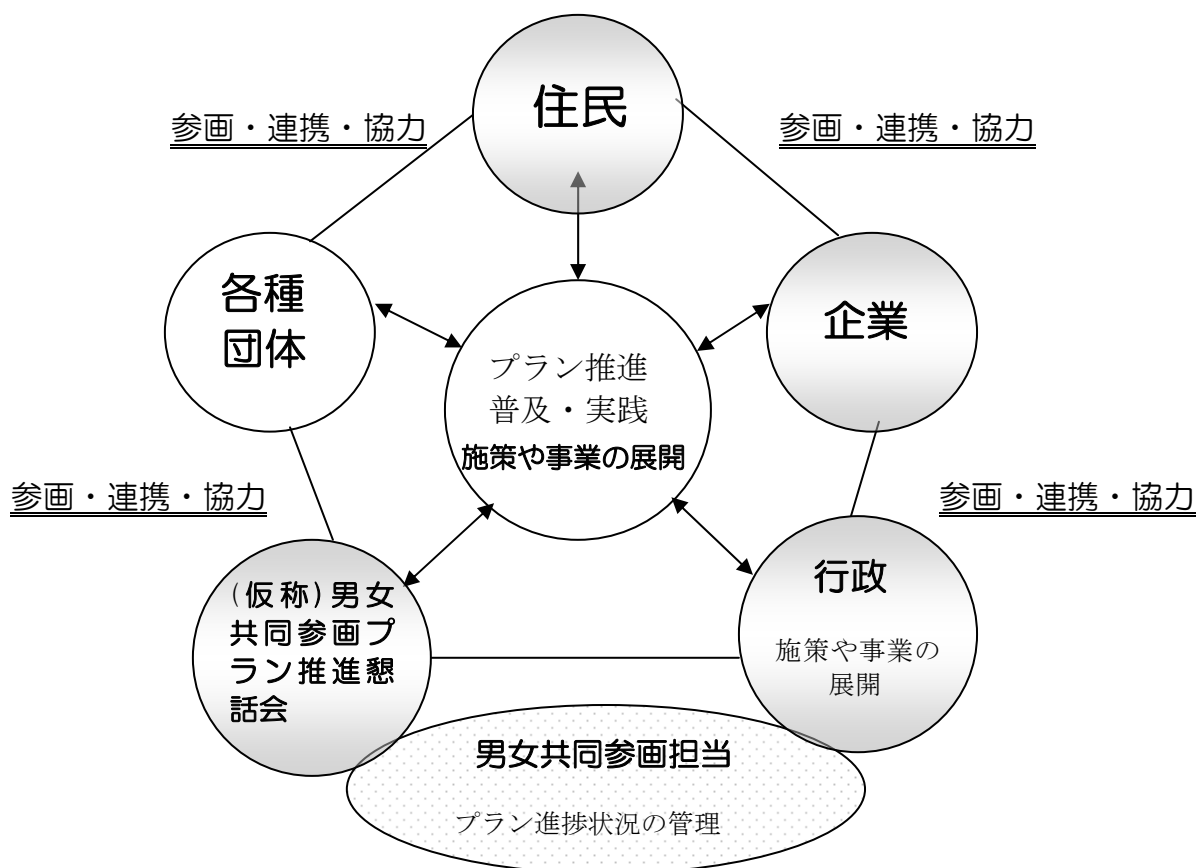 住民
参画・連携・協力
参画・連携・協力
各種
団体
企業
プラン推進
普及・実践
施策や事業の展開
参画・連携・協力
参画・連携・協力
(仮称)男女
共同参画プ
ラン推進懇
話会
行政
施策や事業の
展開
男女共同参画担当
プラン進捗状況の管理